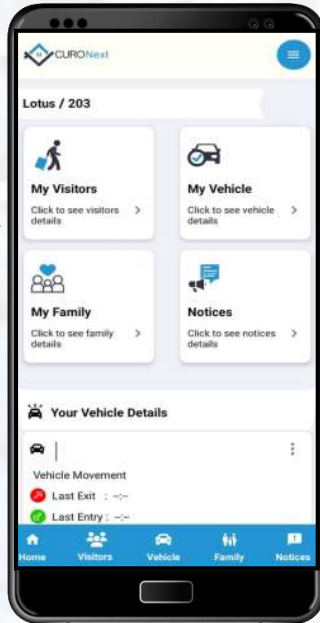 CURONext
Lotus / 203
My Visitors
Click to see visitors
details
>
My Vehicle
Click to see vehicle
details
>
My Family
Click to see family
details
>
Notices
Click to see notices
details
>
Your Vehicle Details
Vehicle Movement
Last Exit : --:--
Last Entry : --:--
Home Visitors Vehicle Family Notices